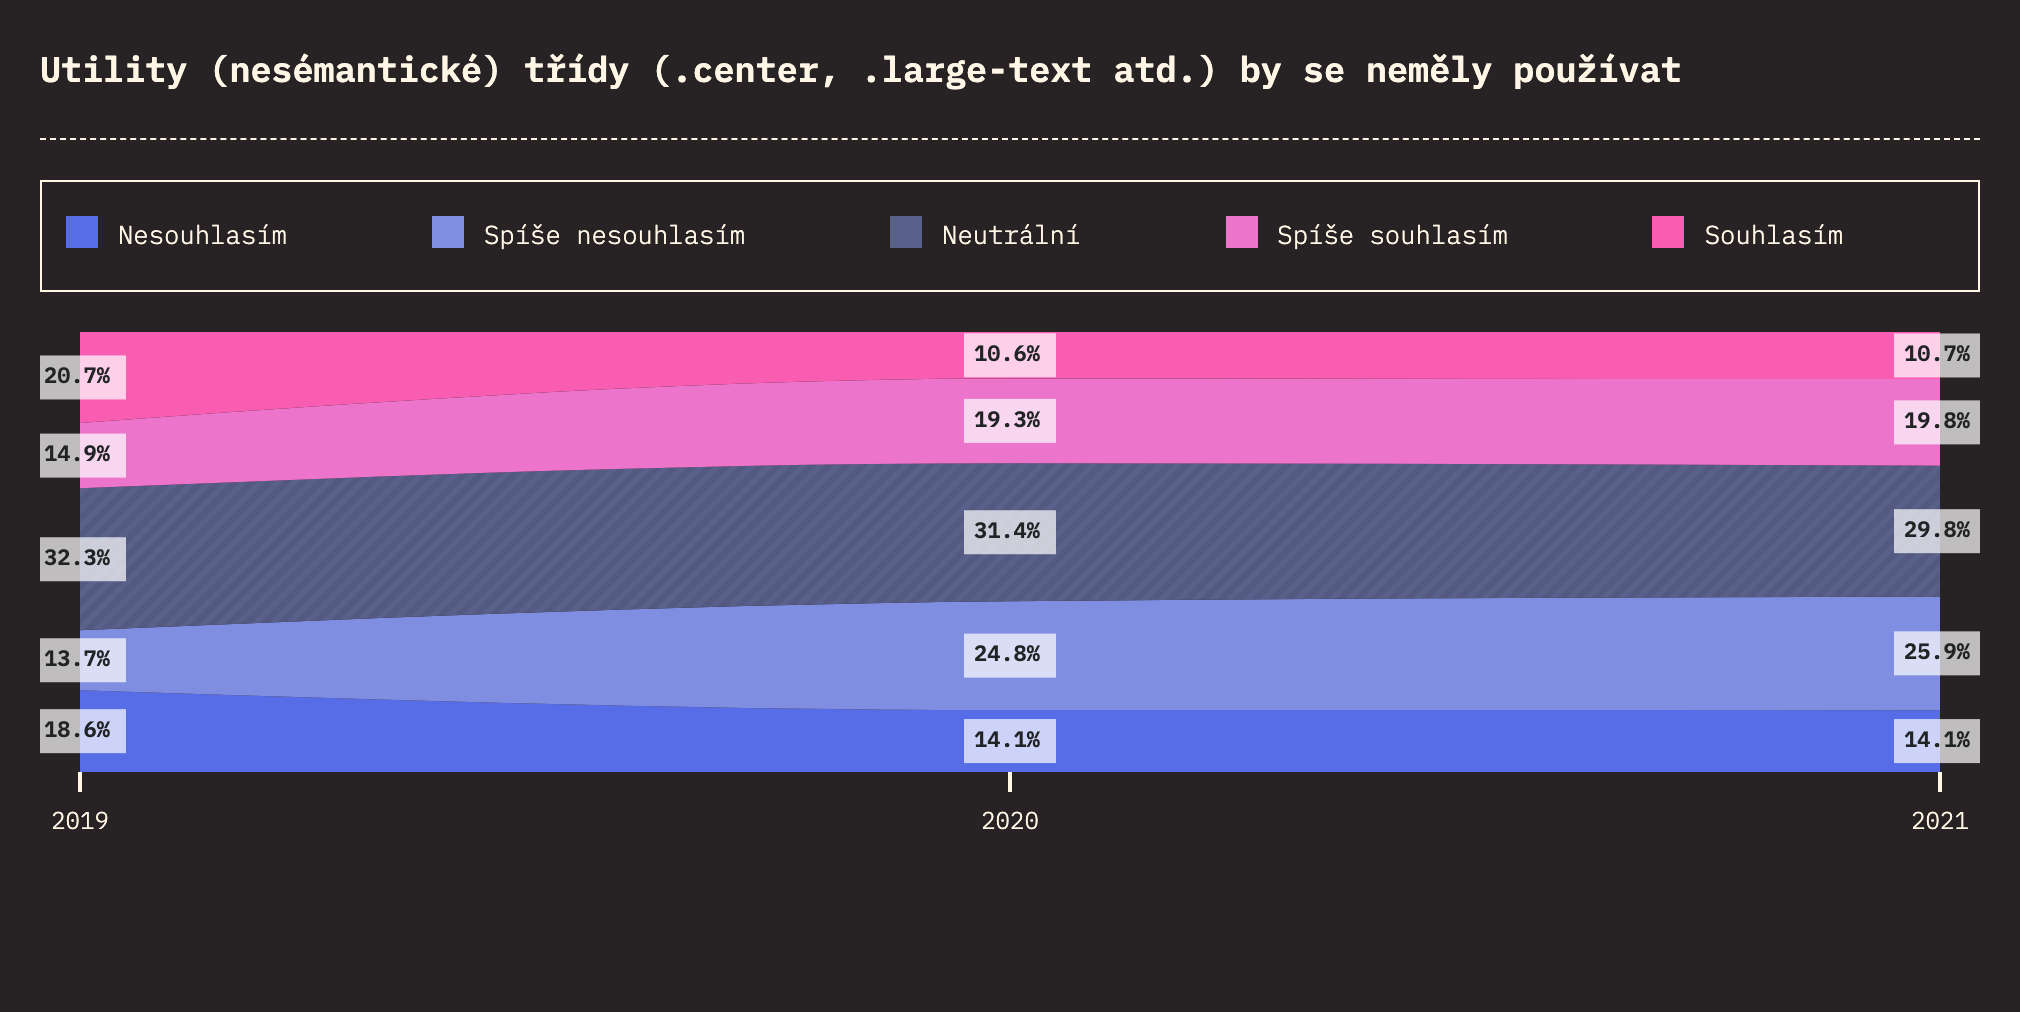 Utility (nesémantické) třídy (.center, .large-text atd.) by se neměly používat
Nesouhlasím Spíše nesouhlasím Neutrální Spíše souhlasím Souhlasím
20.7% 10.6% 10.7%
14.9% 19.3% 19.8%
32.3% 31.4% 29.8%
13.7% 24.8% 25.9%
18.6% 14.1% 14.1%
2019 2020 2021